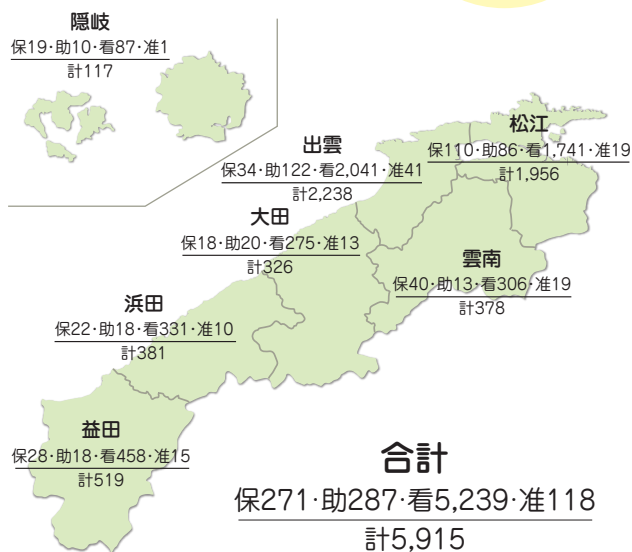 隠岐
保19･助10･看87･准1
計117
松江
保110･助86･看1,741･准19
計1,956
出雲
保34･助122･看2,041･准41
計2,238
大田
保18･助20･看275･准13
計326
雲南
保40･助13･看306･准19
計378
浜田
保22･助18･看331･准10
計381
益田
保28･助18･看458･准15
計519
合計
保271･助287･看5,239･准118
計5,915